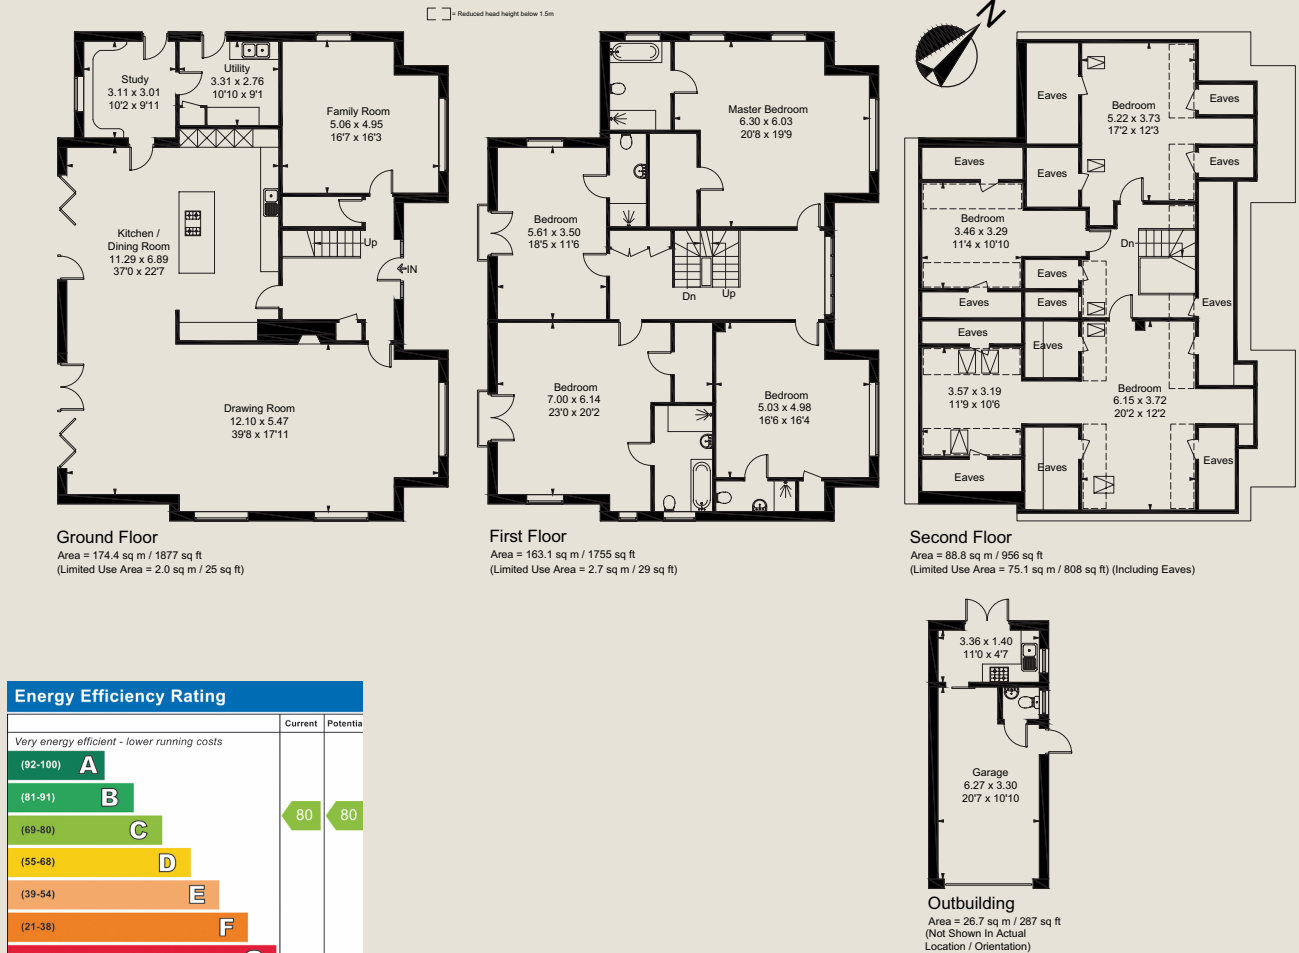 = Reduced head height below 1.5m
N
Study
3.11 x 3.01
10'2 x 9'11
Utility
3.31 x 2.76
10'10 x 9'1
Family Room
5.06 x 4.95
16'7 x 16'3
Kitchen /
Dining Room
11.29 x 6.89
37'0 x 22'7
Up
IN
Drawing Room
12.10 x 5.47
39'8 x 17'11
Ground Floor
Area = 174.4 sq m / 1877 sq ft
(Limited Use Area = 2.0 sq m / 25 sq ft)
Master Bedroom
6.30 x 6.03
20'8 x 19'9
Bedroom
5.61 x 3.50
18'5 x 11'6
Dn
Up
Bedroom
7.00 x 6.14
23'0 x 20'2
Bedroom
5.03 x 4.98
16'6 x 16'4
First Floor
Area = 163.1 sq m / 1755 sq ft
(Limited Use Area = 2.7 sq m / 29 sq ft)
Eaves
Bedroom
5.22 x 3.73
17'2 x 12'3
Eaves
Eaves
Eaves
Eaves
Bedroom
3.46 x 3.29
11'4 x 10'10
Dn
Eaves
Eaves
Eaves
Eaves
Eaves
Eaves
3.57 x 3.19
11'9 x 10'6
Bedroom
6.15 x 3.72
20'2 x 12'2
Eaves
Eaves
Eaves
Second Floor
Area = 88.8 sq m / 956 sq ft
(Limited Use Area = 75.1 sq m / 808 sq ft) (Including Eaves)
3.36 x 1.40
11'0 x 4'7
Garage
6.27 x 3.30
20'7 x 10'10
Outbuilding
Area = 26.7 sq m / 287 sq ft
(Not Shown In Actual
Location / Orientation)
Energy Efficiency Rating
Current Potentia
Very energy efficient - lower running costs
(92-100) A
(81-91) B
(69-80) C
80 80
(55-68) D
(39-54) E
(21-38) F